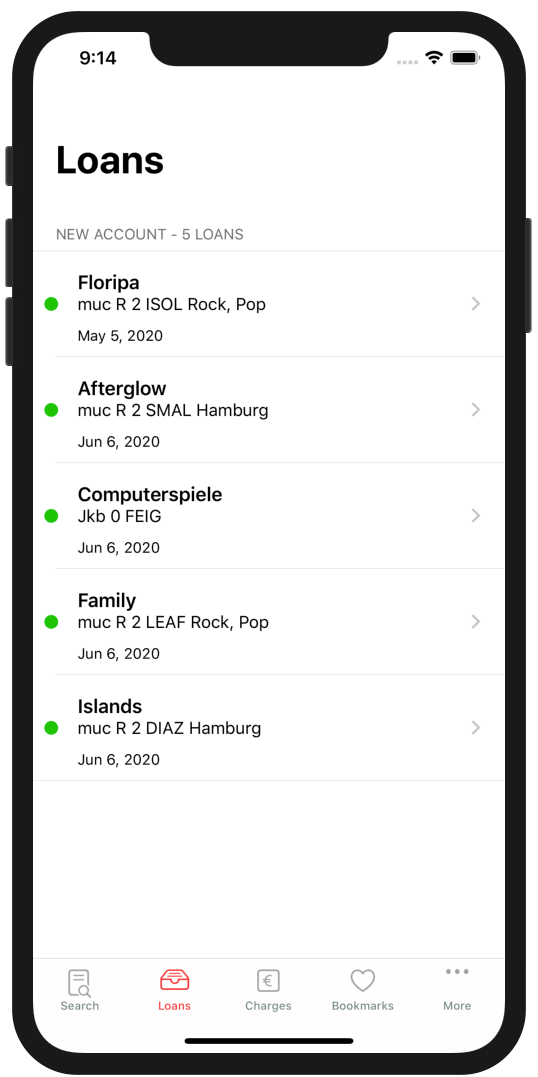 9:14
Loans
NEW ACCOUNT - 5 LOANS
Floripa
muc R 2 ISOL Rock, Pop
May 5, 2020
Afterglow
muc R 2 SMAL Hamburg
Jun 6, 2020
Computerspiele
Jkb 0 FEIG
Jun 6, 2020
Family
muc R 2 LEAF Rock, Pop
Jun 6, 2020
Islands
muc R 2 DIAZ Hamburg
Jun 6, 2020
€
Search Loans Charges Bookmarks More